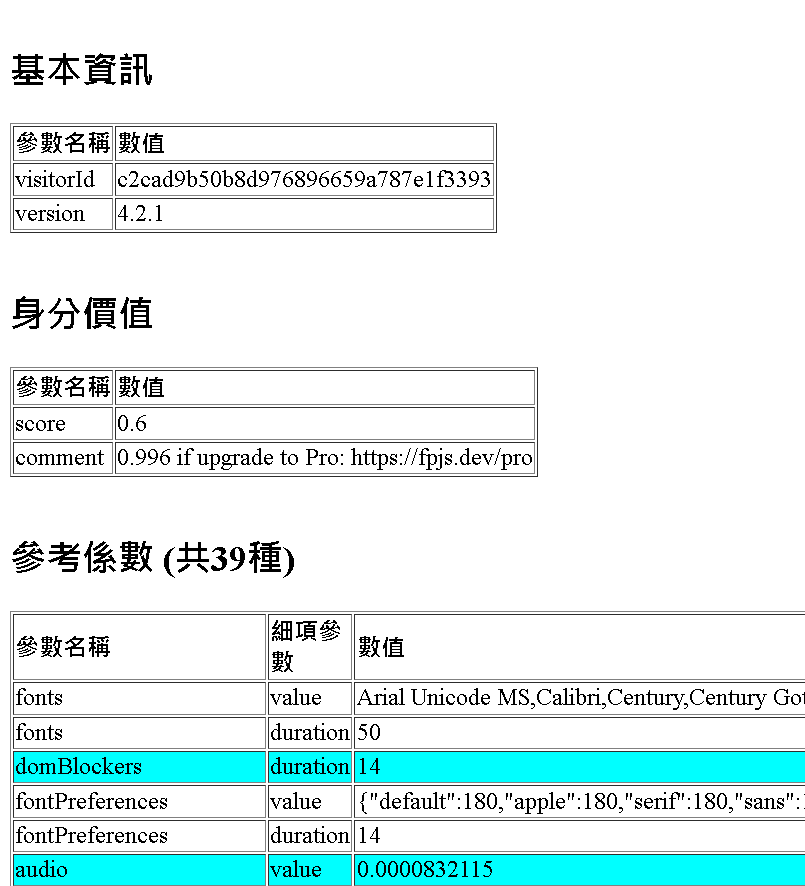 基本資訊
參數名稱 數值
visitorId c2cad9b50b8d976896659a787e1f3393
version 4.2.1
身分價值
參數名稱 數值
score 0.6
comment 0.996 if upgrade to Pro: https://fpjs.dev/pro
參考係數 (共39種)
參數名稱 細項參數 數值
fonts value Arial Unicode MS,Calibri,Century,Century Got
fonts duration 50
domBlockers duration 14
fontPreferences value {"default":180,"apple":180,"serif":180,"sans":1
fontPreferences duration 14
audio value 0.0000832115